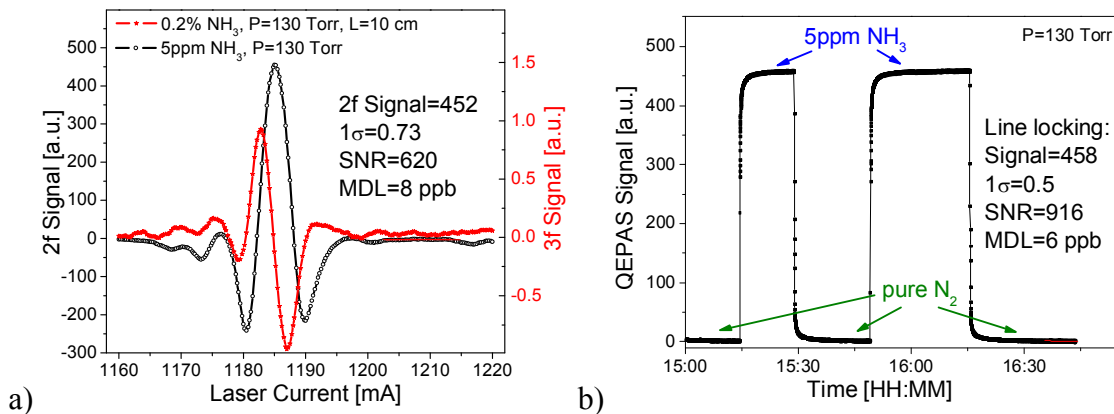 0.2% NH3, P=130 Torr, L=10 cm
5ppm NH3, P=130 Torr
2f Signal=452
1σ=0.73
SNR=620
MDL=8 ppb
2f Signal [a.u.]
500
400
300
200
100
0
-100
-200
-300
3f Signal [a.u.]
1.5
1.0
0.5
0.0
-0.5
1160 1170 1180 1190 1200 1210 1220
Laser Current [mA]
a)
5ppm NH3
P=130 Torr
Line locking:
Signal=458
1σ=0.5
SNR=916
MDL=6 ppb
pure N2
QEPAS Signal [a.u.]
500
400
300
200
100
0
15:00 15:30 16:00 16:30
Time [HH:MM]
b)